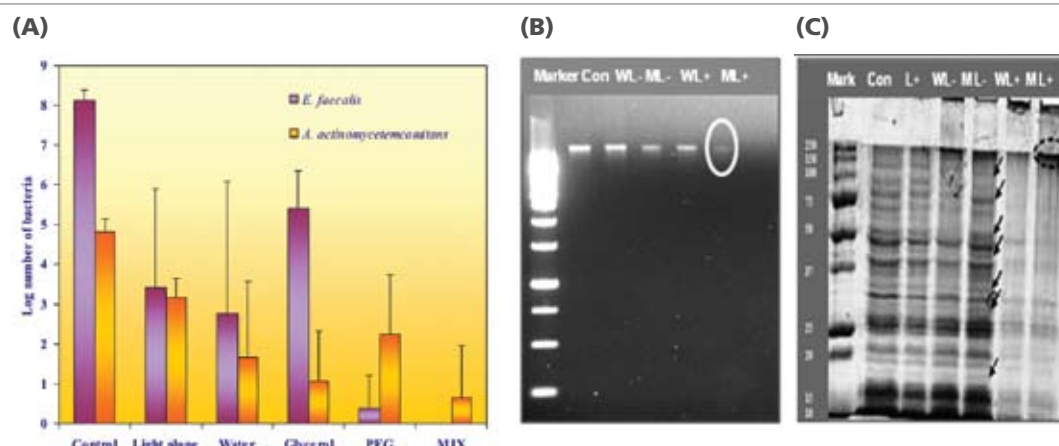 (A)
(B)
(C)
9
8
7
6
5
4
3
2
1
0
Log number of bacteria
E. faecalis
A. actinomycetemcomitans
Control Light alone Water Glycerol PEG MIX
Marker Con WL- ML- WL+ ML+
Mark Con L+ WL- ML- WL+ ML+